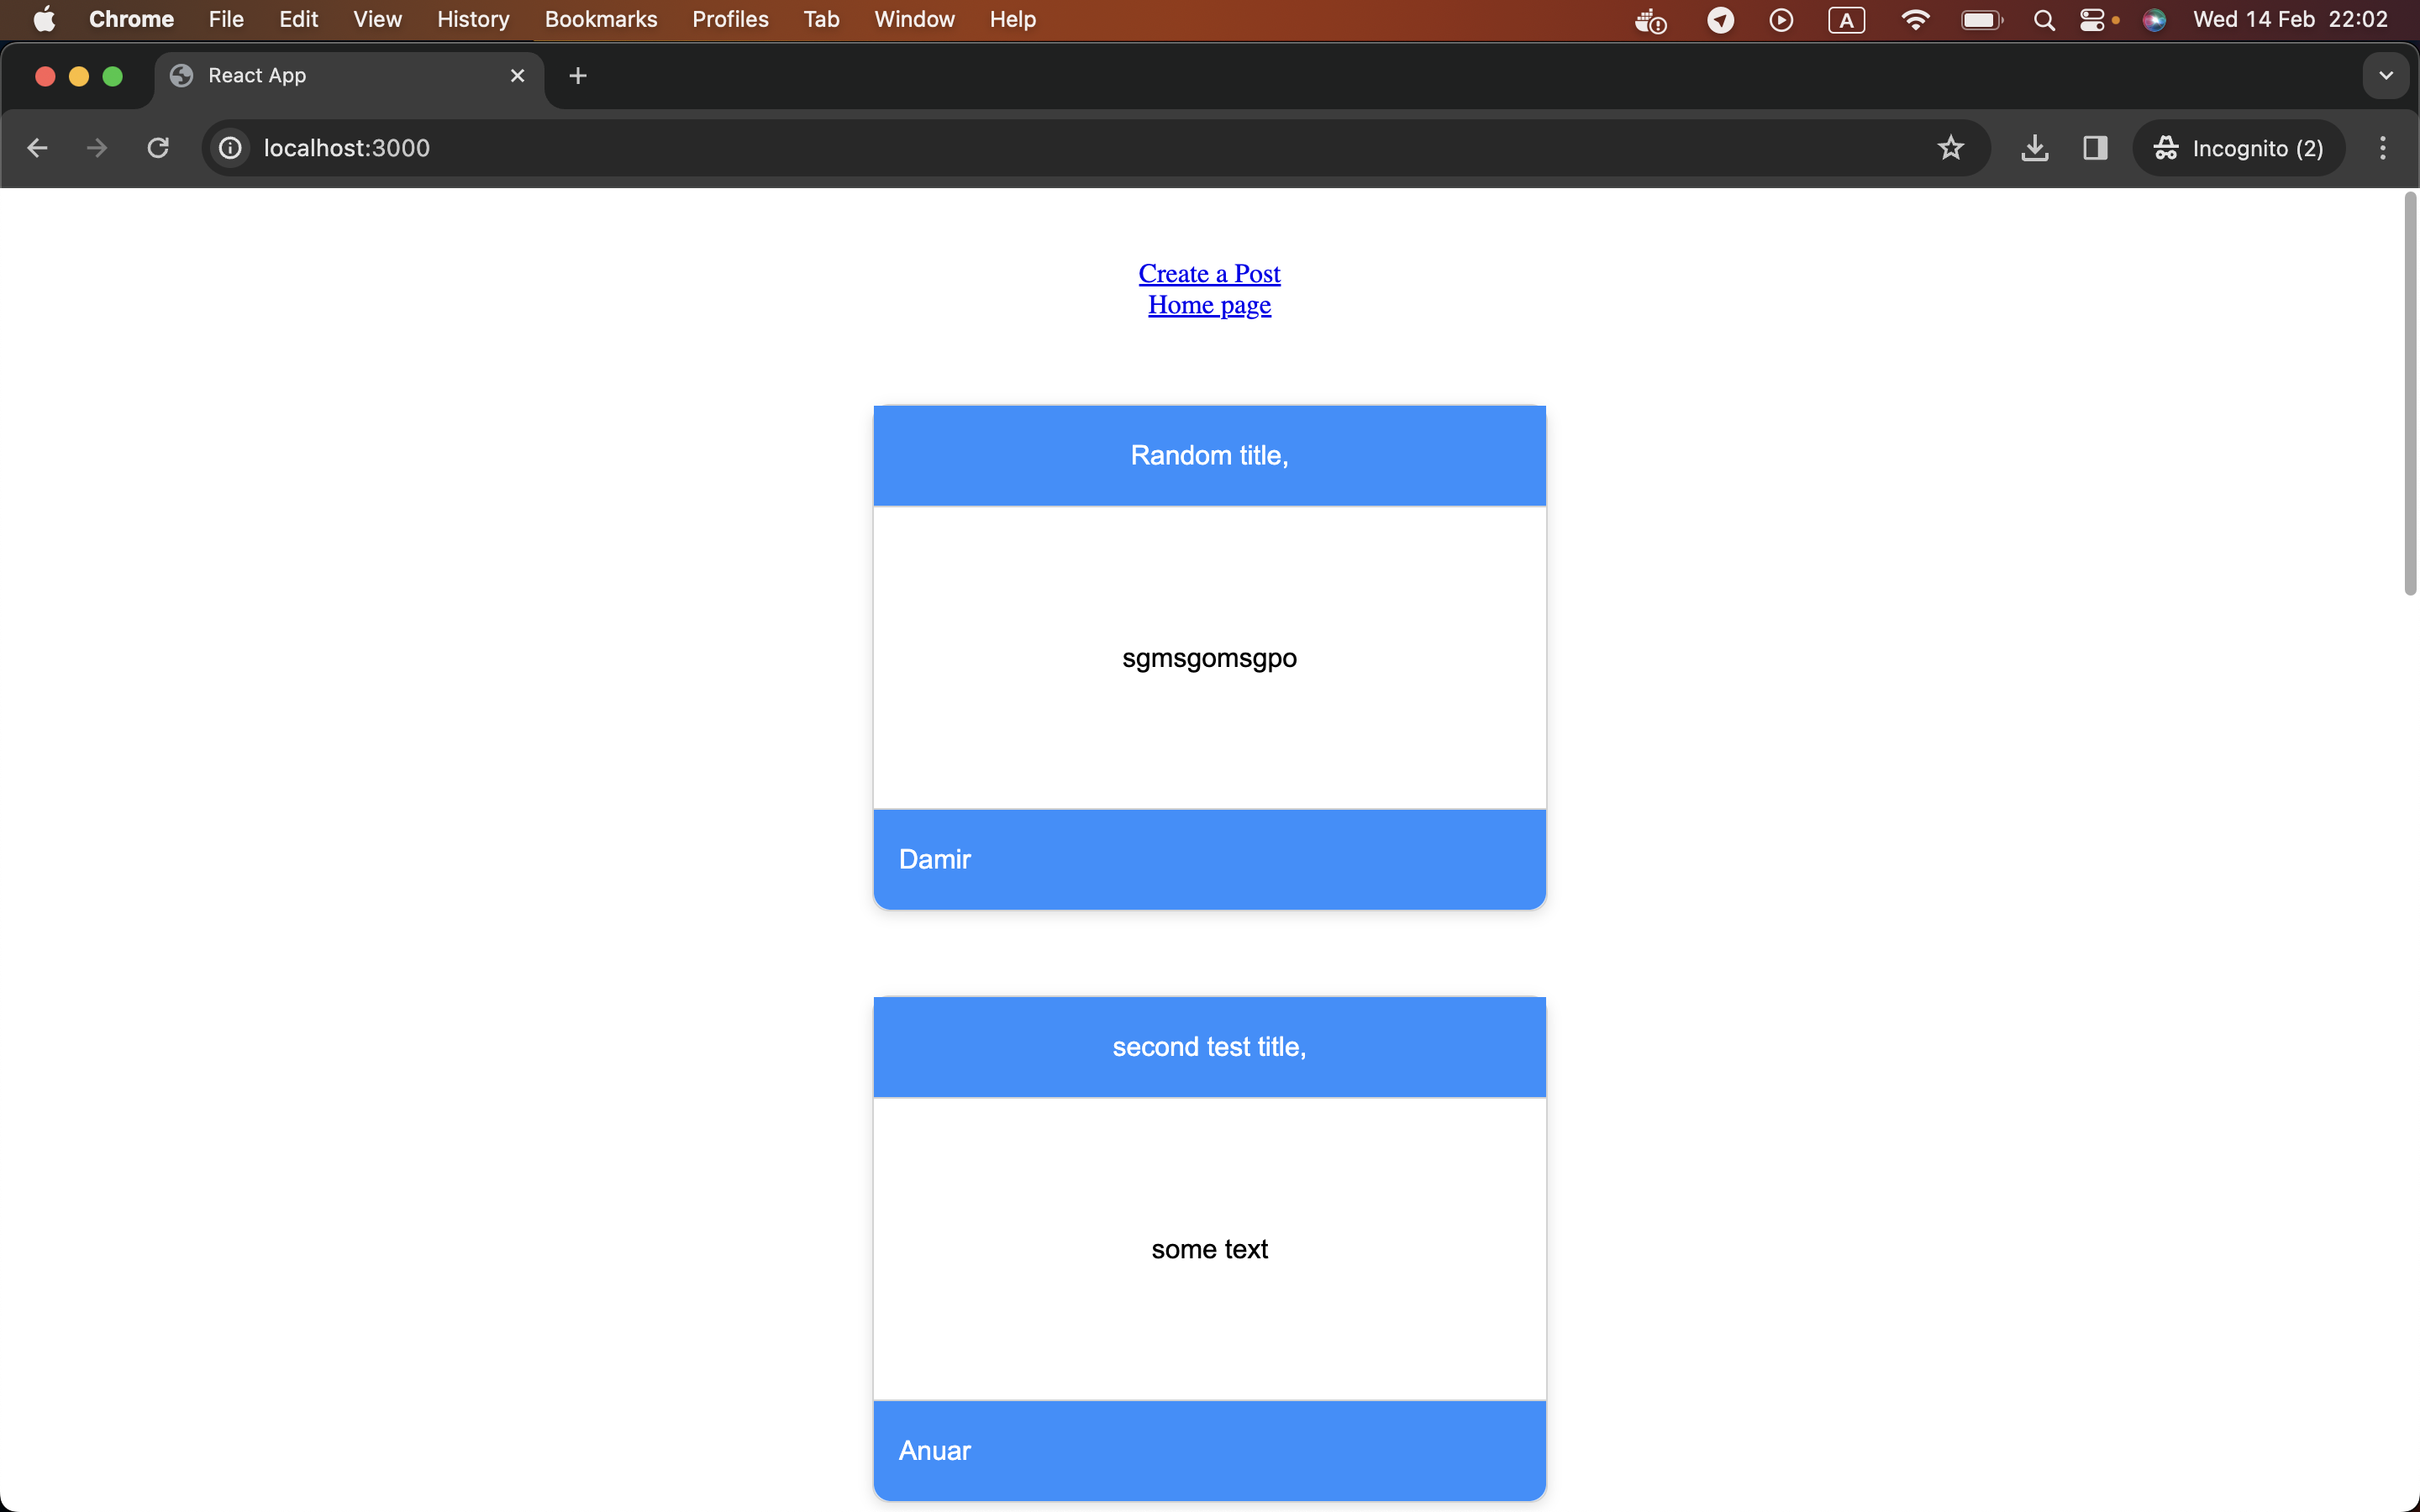 Chrome File Edit View History Bookmarks Profiles Tab Window Help A Wed 14 Feb 22:02
React App
localhost:3000 Incognito (2)
Create a Post
Home page
Random title,
sgmsgomsgpo
Damir
second test title,
some text
Anuar